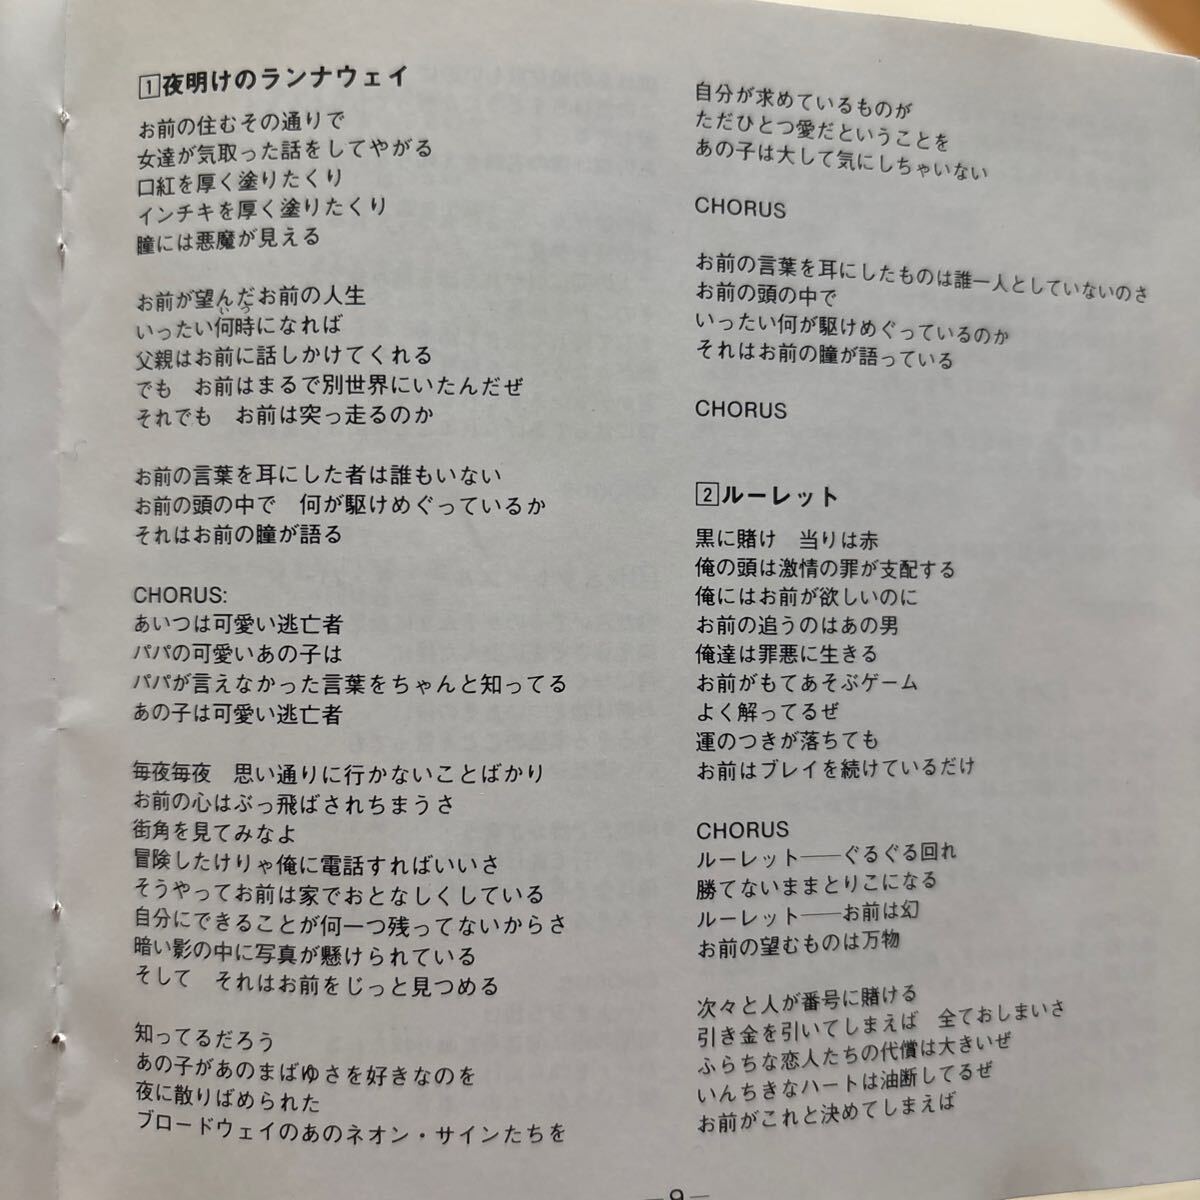 1夜明けのランナウェイ
お前の住むその通りで
女達が気取った話をしてやがる
口紅を厚く塗りたくり
インチキを厚く塗りたくり
瞳には悪魔が見える
お前が望んだお前の人生
いったい何時になれば
いつ
父親はお前に話しかけてくれる
でも　お前はまるで別世界にいたんだぜ
それでも　お前は突っ走るのか
お前の言葉を耳にした者は誰もいない
お前の頭の中で　何が駆けめぐっているか
それはお前の瞳が語る
CHORUS:
あいつは可愛い逃亡者
パパの可愛いあの子は
パパが言えなかった言葉をちゃんと知ってる
あの子は可愛い逃亡者
毎夜毎夜　思い通りに行かないことばかり
お前の心はぶっ飛ばされちまうさ
街角を見てみなよ
冒険したけりゃ俺に電話すればいいさ
そうやってお前は家でおとなしくしている
自分にできることが何一つ残ってないからさ
暗い影の中に写真が懸けられている
そして　それはお前をじっと見つめる
知ってるだろう
あの子があのまばゆさを好きなのを
夜に散りばめられた
ブロードウェイのあのネオン・サインたちを
自分が求めているものが
ただひとつ愛だということを
あの子は大して気にしちゃいない
CHORUS
お前の言葉を耳にしたものは誰一人としていないのさ
お前の頭の中で
いったい何が駆けめぐっているのか
それはお前の瞳が語っている
CHORUS
2ルーレット
黒に賭け　当りは赤
俺の頭は激情の罪が支配する
俺にはお前が欲しいのに
お前の追うのはあの男
俺達は罪悪に生きる
お前がもてあそぶゲーム
よく解ってるぜ
運のつきが落ちても
お前はプレイを続けているだけ
CHORUS
ルーレット──ぐるぐる回れ
勝てないままとりこになる
ルーレット──お前は幻
お前の望むものは万物
次々と人が番号に賭ける
引き金を引いてしまえば　全ておしまいさ
ふらちな恋人たちの代償は大きいぜ
いんちきなハートは油断してるぜ
お前がこれと決めてしまえば
—9—